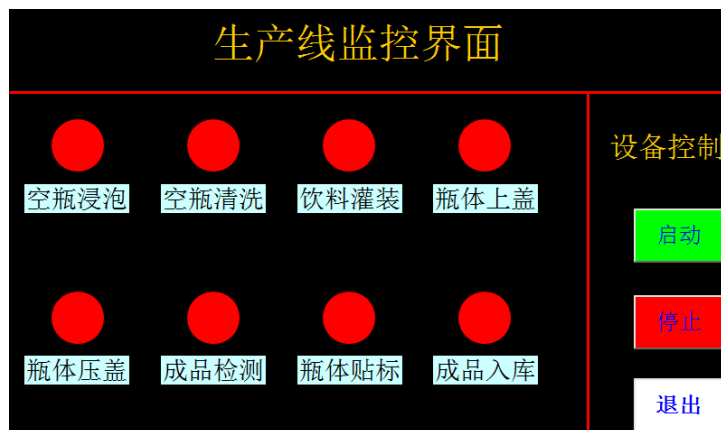 生产线监控界面
设备控制
空瓶浸泡
空瓶清洗
饮料灌装
瓶体上盖
瓶体压盖
成品检测
瓶体贴标
成品入库
启动
停止
退出